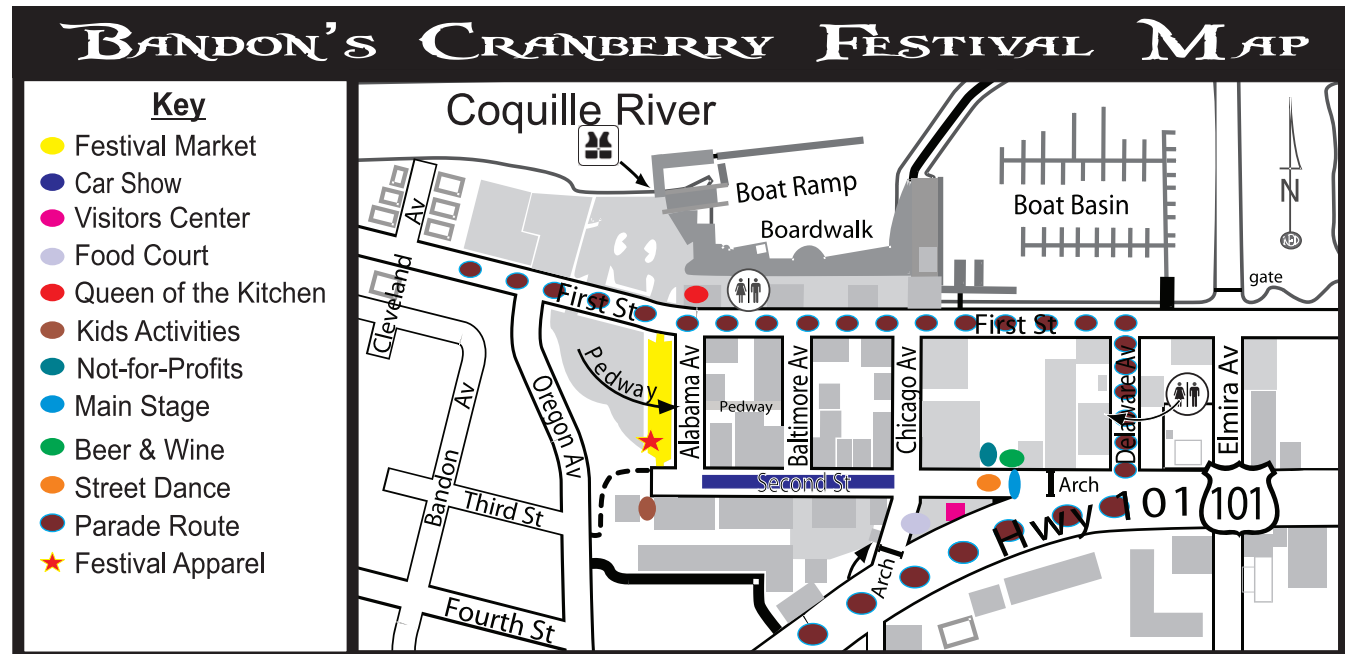 BANDON'S CRANBERRY FESTIVAL MAP
Key
Festival Market
Car Show
Visitors Center
Food Court
Queen of the Kitchen
Kids Activities
Not-for-Profits
Main Stage
Beer & Wine
Street Dance
Parade Route
Festival Apparel
Coquille River
Boat Ramp
Boardwalk
Boat Basin
N
gate
Av
Cleveland
First St
First St
Pedway
Pedway
Oregon Av
Alabama Av
Baltimore Av
Chicago Av
Delaware Av
Elmira Av
Av
Bandon
Second St
Arch
Third St
Hwy 101
101
Arch
Fourth St